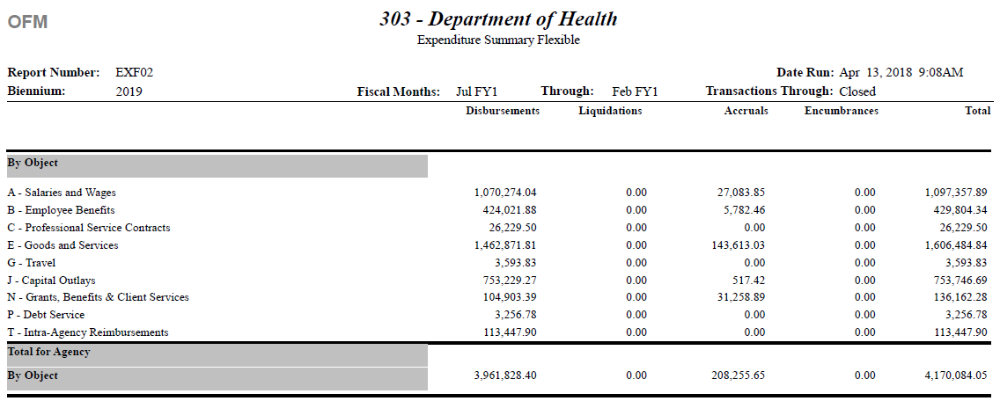 OFM
303 - Department of Health
Expenditure Summary Flexible
Report Number: EXF02 Date Run: Apr 13, 2018 9:08AM
Biennium: 2019 Fiscal Months: Jul FY1 Through: Feb FY1 Transactions Through: Closed
Disbursements Liquidations Accruals Encumbrances Total
By Object
A - Salaries and Wages 1,070,274.04 0.00 27,083.85 0.00 1,097,357.89
B - Employee Benefits 424,021.88 0.00 5,782.46 0.00 429,804.34
C - Professional Service Contracts 26,229.50 0.00 0.00 0.00 26,229.50
E - Goods and Services 1,462,871.81 0.00 143,613.03 0.00 1,606,484.84
G - Travel 3,593.83 0.00 0.00 0.00 3,593.83
J - Capital Outlays 753,229.27 0.00 517.42 0.00 753,746.69
N - Grants, Benefits & Client Services 104,903.39 0.00 31,258.89 0.00 136,162.28
P - Debt Service 3,256.78 0.00 0.00 0.00 3,256.78
T - Intra-Agency Reimbursements 113,447.90 0.00 0.00 0.00 113,447.90
Total for Agency
By Object 3,961,828.40 0.00 208,255.65 0.00 4,170,084.05